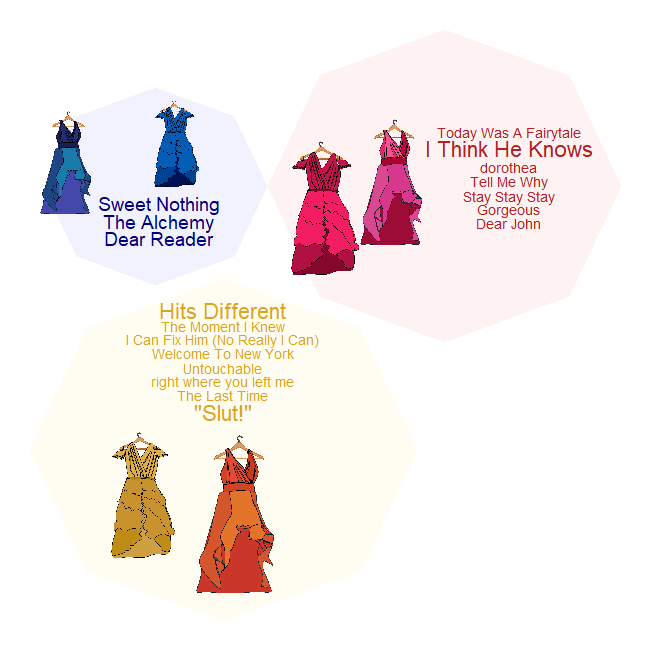 Sweet Nothing
The Alchemy
Dear Reader
Today Was A Fairytale
I Think He Knows
dorothea
Tell Me Why
Stay Stay Stay
Gorgeous
Dear John
Hits Different
The Moment I Knew
I Can Fix Him (No Really I Can)
Welcome To New York
Untouchable
right where you left me
The Last Time
"Slut!"